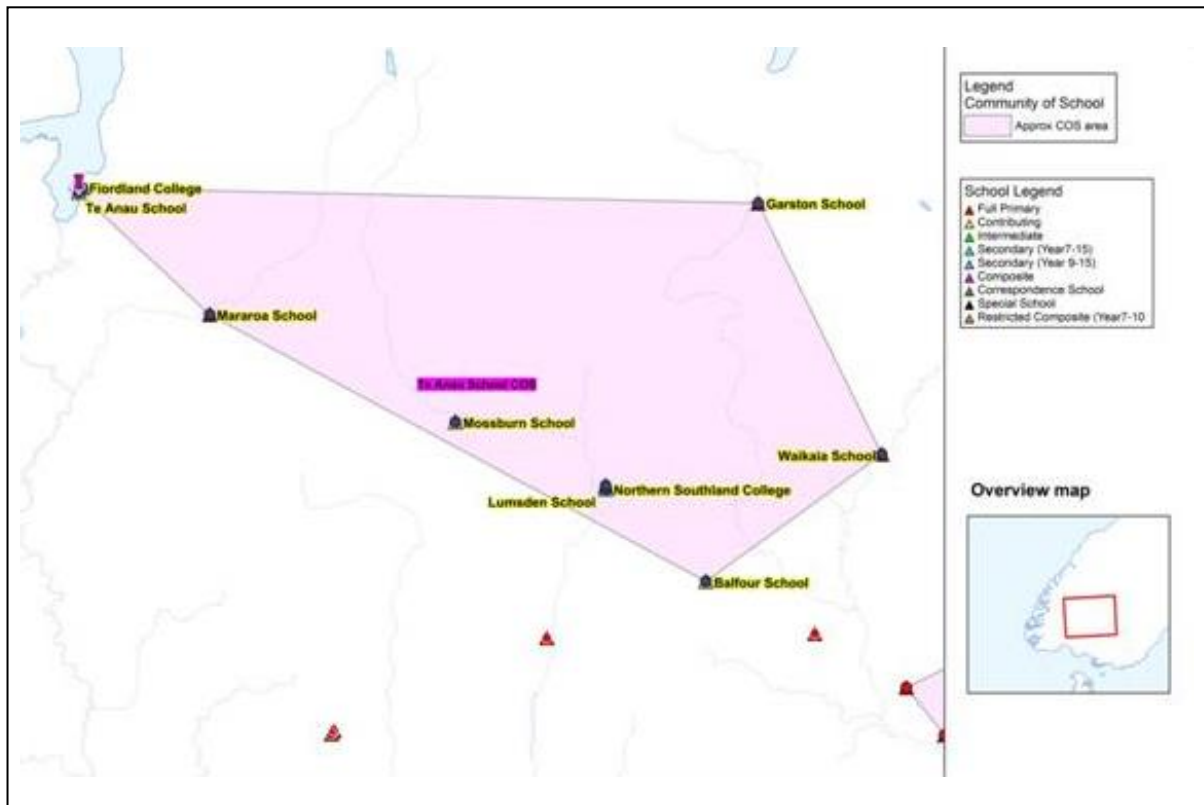 Fiordland College
Te Anau School
Garston School
Mararoa School
Te Anau School COS
Mossburn School
Waikaia School
Northern Southland College
Lumsden School
Balfour School
Legend
Community of School
Approx COS area
School Legend
Full Primary
Contributing
Intermediate
Secondary (Year7-15)
Secondary (Year 9-15)
Composite
Correspondence School
Special School
Restricted Composite (Year7-10
Overview map